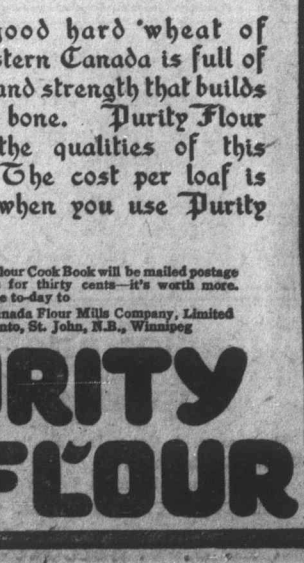 good hard wheat of
stern Canada is full of
and strength that builds
bone. Purity Flour
the qualities of this
The cost per loaf is
when you use Purity
lour Cook Book will be mailed postage
for thirty cents—it's worth more.
e to-day to
nada Flour Mills Company, Limited
nto, St. John, N.B., Winnipeg
URITY
FLOUR